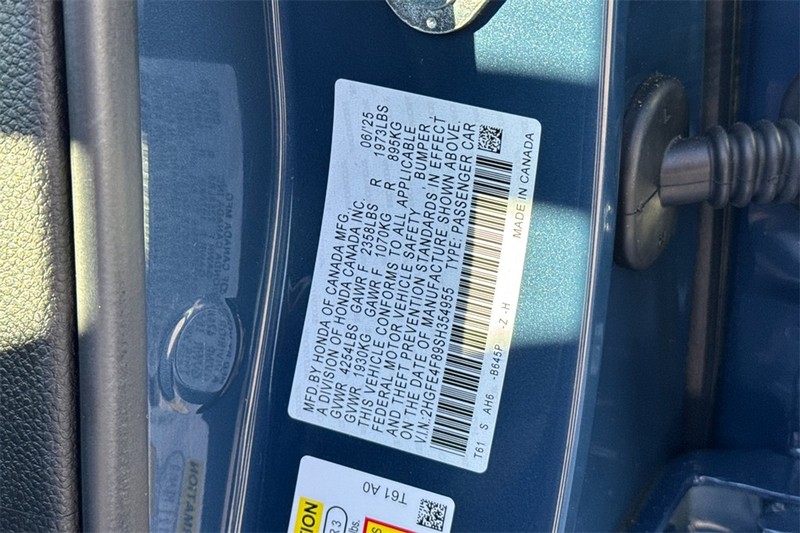 MFD.BY HONDA OF CANADA MFG. 06/25
A DIVISION OF HONDA CANADA INC.
GVWR 4254LBS GAWR F 2358LBS R 1973LBS
GVWR 1930KG GAWR F 1070KG R 895KG
THIS VEHICLE CONFORMS TO ALL APPLICABLE
FEDERAL MOTOR VEHICLE SAFETY, BUMPER,
AND THEFT PREVENTION STANDARDS IN EFFECT
ON THE DATE OF MANUFACTURE SHOWN ABOVE.
V.I.N.:2HGFE4F69SH354955 TYPE: PASSENGER CAR
T61 S AH6 -B645P -Z -H MADE IN CANADA
T61 A0